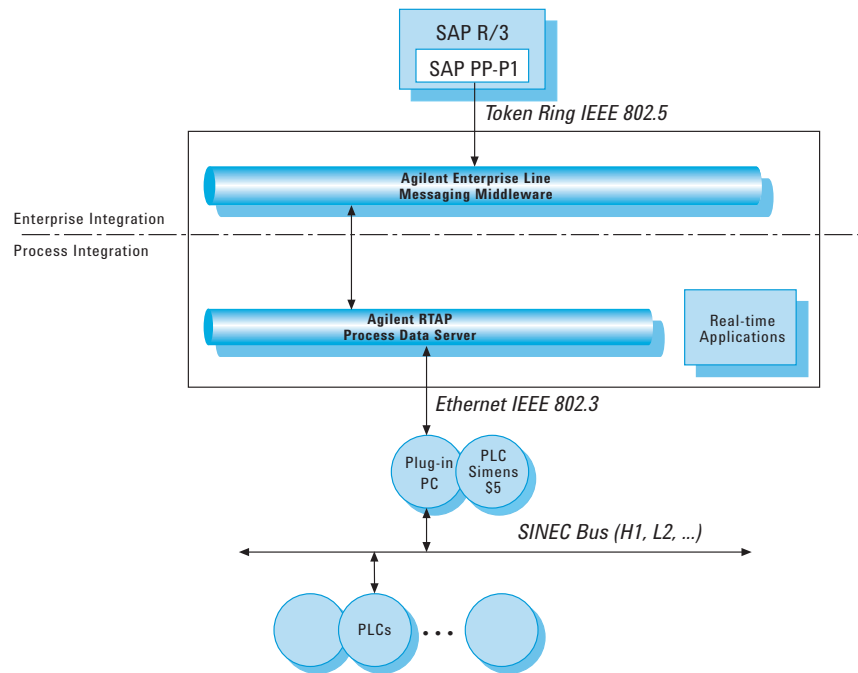 SAP R/3
SAP PP-P1
Token Ring IEEE 802.5
Agilent Enterprise Line
Messaging Middleware
Enterprise Integration
Process Integration
Agilent RTAP
Process Data Server
Real-time
Applications
Ethernet IEEE 802.3
Plug-in
PC
PLC
Simens
$5
SINEC Bus (H1, L2, ...)
PLCs
...